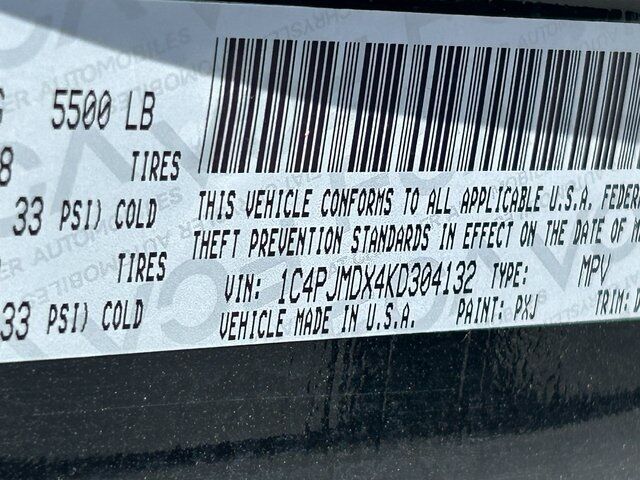 G 5500 LB
8 TIRES
33 PSI) COLD
TIRES
33 PSI) COLD
THIS VEHICLE CONFORMS TO ALL APPLICABLE U.S.A. FEDERA
THEFT PREVENTION STANDARDS IN EFFECT ON THE DATE OF M
VIN: 1C4PJMDX4KD304132 TYPE: MPV
VEHICLE MADE IN U.S.A. PAINT: PXJ TRIM: